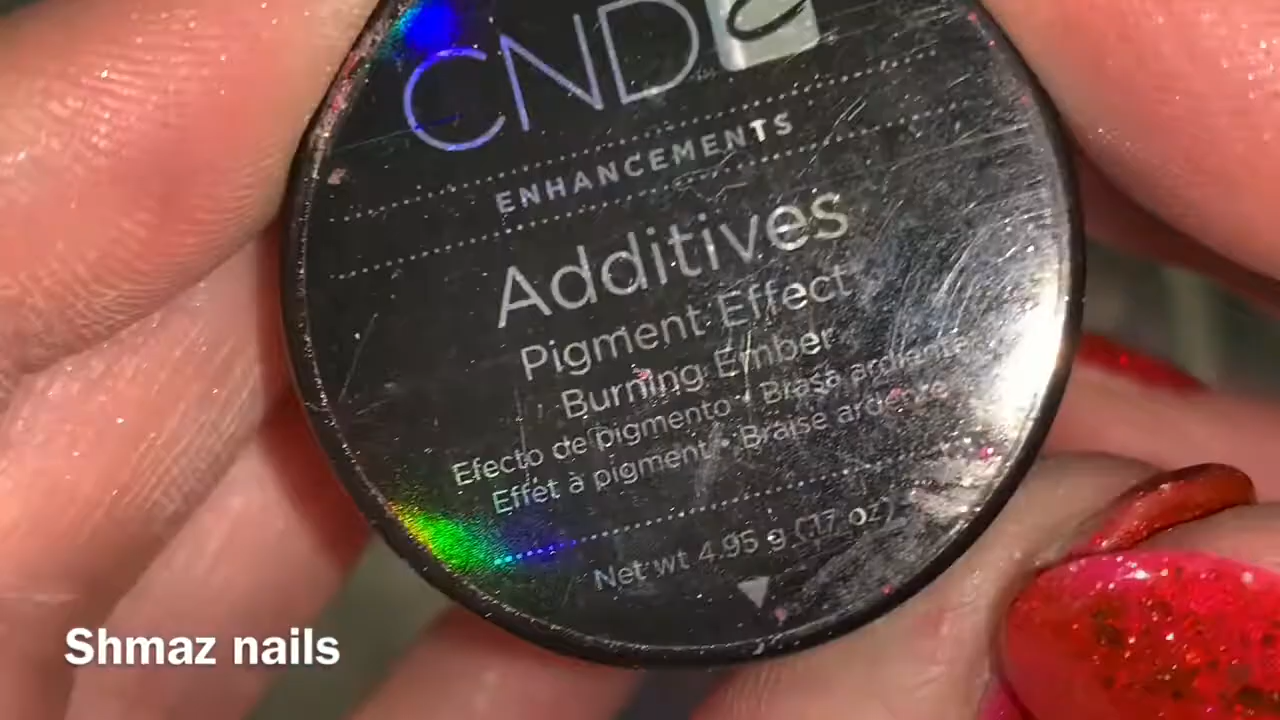 CND
ENHANCEMENTS
Additives
Pigment Effect
Burning Ember
Efecto de pigmento • Brasa ardiente
Effet à pigment • Braise ardente
Net wt 4.95 g (.17 oz)
Shmaz nails